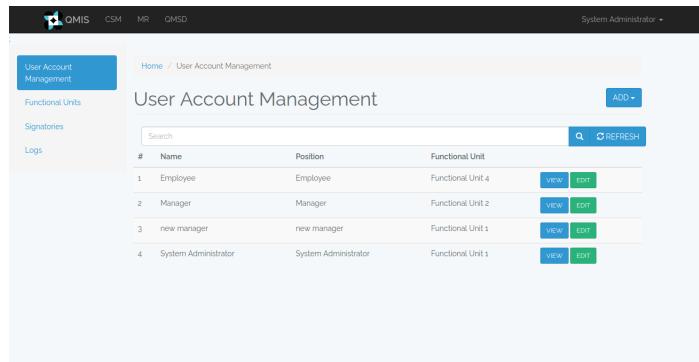 QMIS CSM MR QMSD System Administrator
User Account Management
Functional Units
Signatories
Logs
Home / User Account Management
User Account Management
ADD
Search
REFRESH
# Name Position Functional Unit
1 Employee Employee Functional Unit 4 VIEW EDIT
2 Manager Manager Functional Unit 2 VIEW EDIT
3 new manager new manager Functional Unit 1 VIEW EDIT
4 System Administrator System Administrator Functional Unit 1 VIEW EDIT